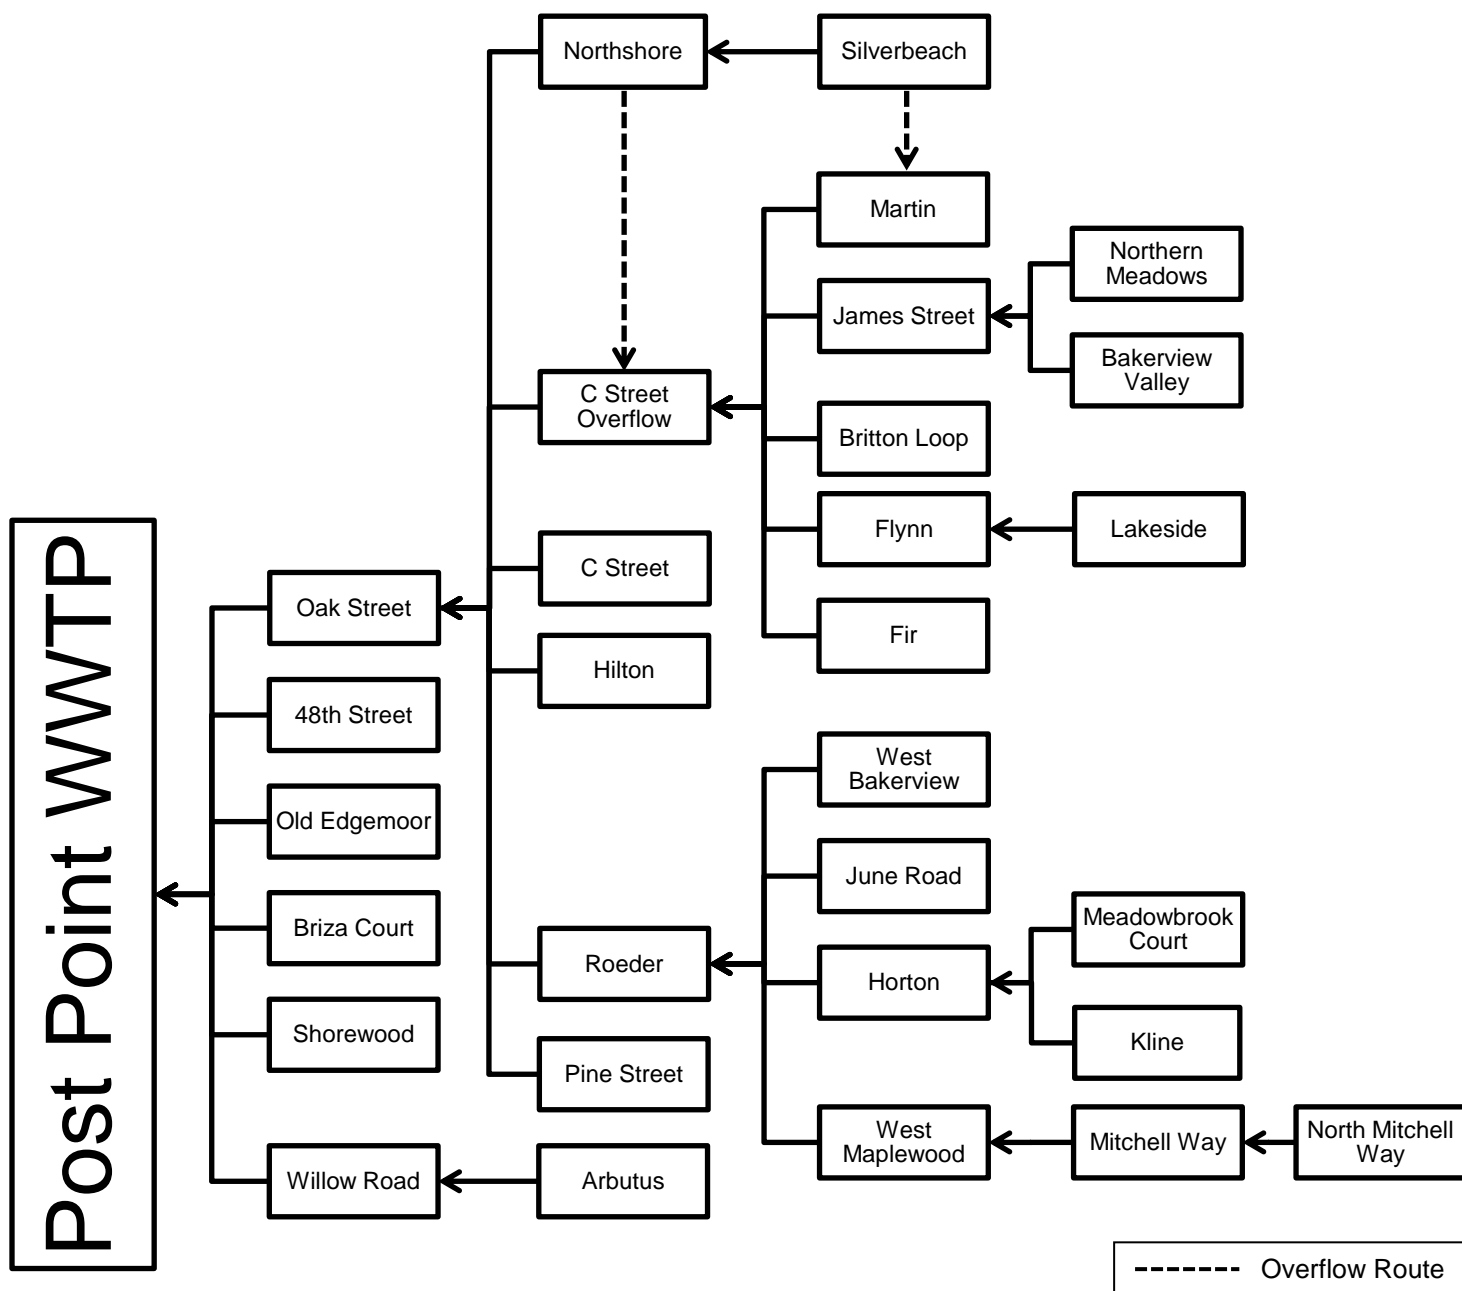 Northshore
Silverbeach
Martin
Northern
Meadows
James Street
Bakerview
Valley
C Street
Overflow
Britton Loop
Flynn
Lakeside
C Street
Oak Street
Fir
Hilton
48th Street
West
Bakerview
Old Edgemoor
June Road
Post Point WWTP
Meadowbrook
Court
Briza Court
Roeder
Horton
Shorewood
Kline
Pine Street
West
Maplewood
Mitchell Way
North Mitchell
Way
Willow Road
Arbutus
Overflow Route